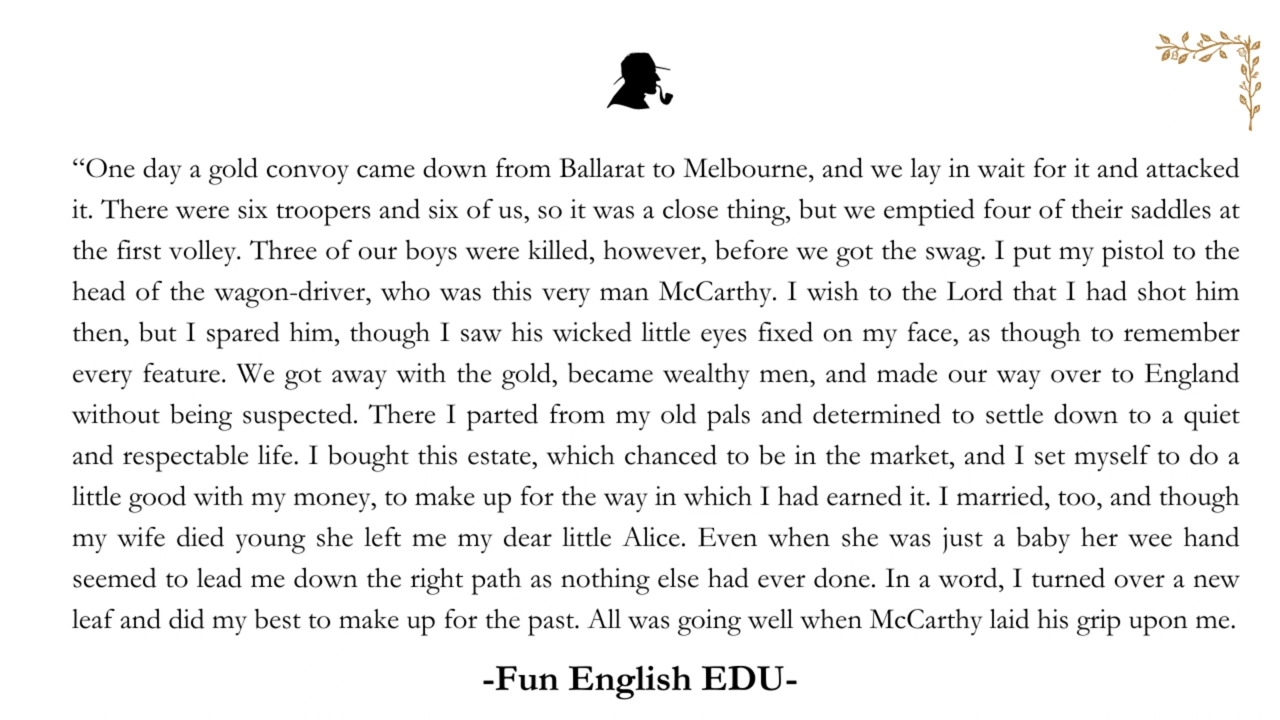 “One day a gold convoy came down from Ballarat to Melbourne, and we lay in wait for it and attacked
it. There were six troopers and six of us, so it was a close thing, but we emptied four of their saddles at
the first volley. Three of our boys were killed, however, before we got the swag. I put my pistol to the
head of the wagon-driver, who was this very man McCarthy. I wish to the Lord that I had shot him
then, but I spared him, though I saw his wicked little eyes fixed on my face, as though to remember
every feature. We got away with the gold, became wealthy men, and made our way over to England
without being suspected. There I parted from my old pals and determined to settle down to a quiet
and respectable life. I bought this estate, which chanced to be in the market, and I set myself to do a
little good with my money, to make up for the way in which I had earned it. I married, too, and though
my wife died young she left me my dear little Alice. Even when she was just a baby her wee hand
seemed to lead me down the right path as nothing else had ever done. In a word, I turned over a new
leaf and did my best to make up for the past. All was going well when McCarthy laid his grip upon me.
-Fun English EDU-